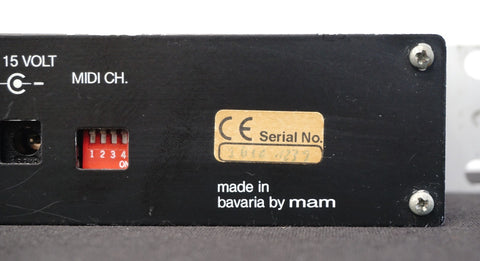 15 VOLT
MIDI CH.
1 2 3 4
ON
CE Serial No.
made in
bavaria by mam